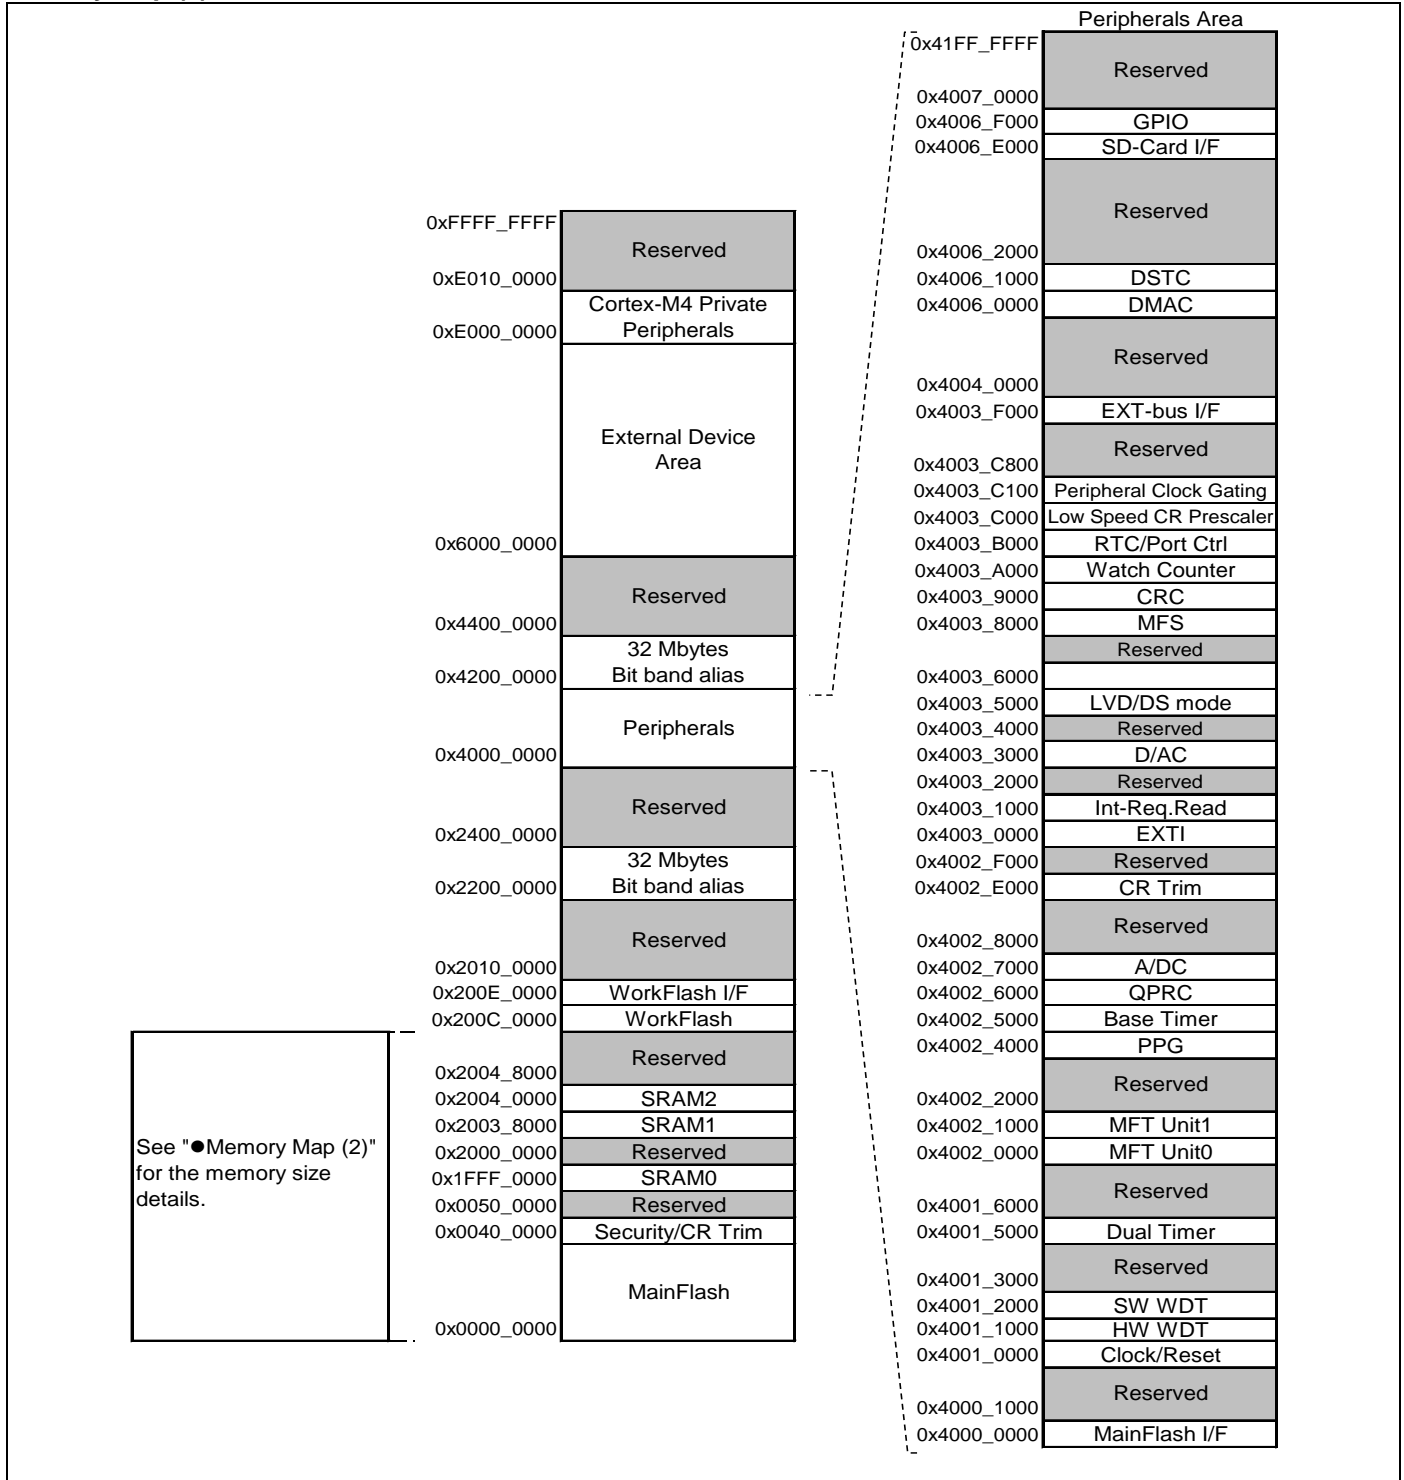 Peripherals Area
0x41FF_FFFF
Reserved
0x4007_0000
0x4006_F000 GPIO
0x4006_E000 SD-Card I/F
Reserved
0x4006_2000
0x4006_1000 DSTC
0x4006_0000 DMAC
Reserved
0x4004_0000
0x4003_F000 EXT-bus I/F
Reserved
0x4003_C800
0x4003_C100 Peripheral Clock Gating
0x4003_C000 Low Speed CR Prescaler
0x4003_B000 RTC/Port Ctrl
0x4003_A000 Watch Counter
0x4003_9000 CRC
0x4003_8000 MFS
Reserved
0x4003_6000
0x4003_5000 LVD/DS mode
0x4003_4000 Reserved
0x4003_3000 D/AC
0x4003_2000 Reserved
0x4003_1000 Int-Req.Read
0x4003_0000 EXTI
0x4002_F000 Reserved
0x4002_E000 CR Trim
Reserved
0x4002_8000
0x4002_7000 A/DC
0x4002_6000 QPRC
0x4002_5000 Base Timer
0x4002_4000 PPG
Reserved
0x4002_2000
0x4002_1000 MFT Unit1
0x4002_0000 MFT Unit0
Reserved
0x4001_6000
0x4001_5000 Dual Timer
Reserved
0x4001_3000
0x4001_2000 SW WDT
0x4001_1000 HW WDT
0x4001_0000 Clock/Reset
Reserved
0x4000_1000
0x4000_0000 MainFlash I/F
0xFFFF_FFFF
Reserved
0xE010_0000
Cortex-M4 Private
0xE000_0000 Peripherals
External Device
Area
0x6000_0000
Reserved
0x4400_0000
32 Mbytes
0x4200_0000 Bit band alias
Peripherals
0x4000_0000
Reserved
0x2400_0000
32 Mbytes
0x2200_0000 Bit band alias
Reserved
0x2010_0000
0x200E_0000 WorkFlash I/F
0x200C_0000 WorkFlash
Reserved
0x2004_8000
0x2004_0000 SRAM2
0x2003_8000 SRAM1
0x2000_0000 Reserved
0x1FFF_0000 SRAM0
0x0050_0000 Reserved
0x0040_0000 Security/CR Trim
MainFlash
0x0000_0000
See "●Memory Map (2)"
for the memory size
details.